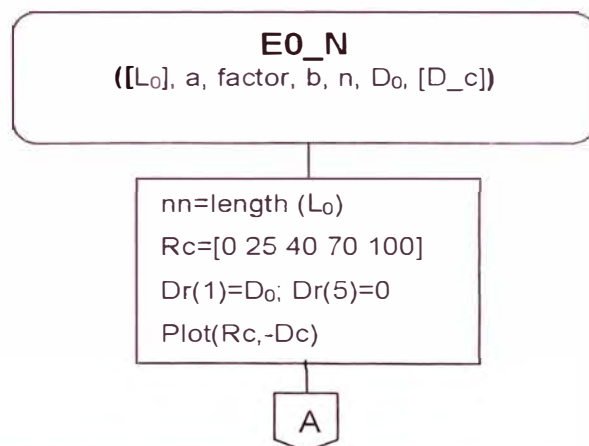 E0_N
([L₀], a, factor, b, n, D₀, [D_c])
nn=length (L₀)
Rc=[0 25 40 70 100]
Dr(1)=D₀; Dr(5)=0
Plot(Rc,-Dc)
A